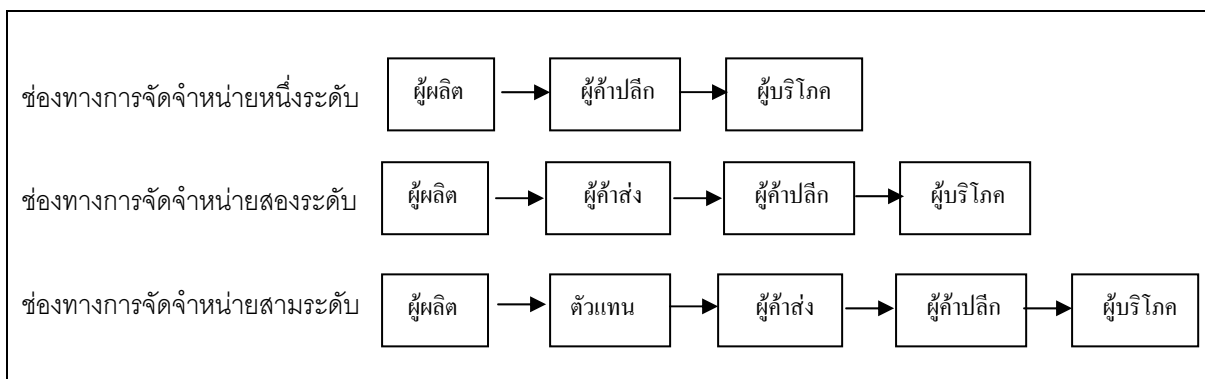 ช่องทางการจัดจำหน่ายหนึ่งระดับ ผู้ผลิต ผู้ค้าปลีก ผู้บริโภค
ช่องทางการจัดจำหน่ายสองระดับ ผู้ผลิต ผู้ค้าส่ง ผู้ค้าปลีก ผู้บริโภค
ช่องทางการจัดจำหน่ายสามระดับ ผู้ผลิต ตัวแทน ผู้ค้าส่ง ผู้ค้าปลีก ผู้บริโภค